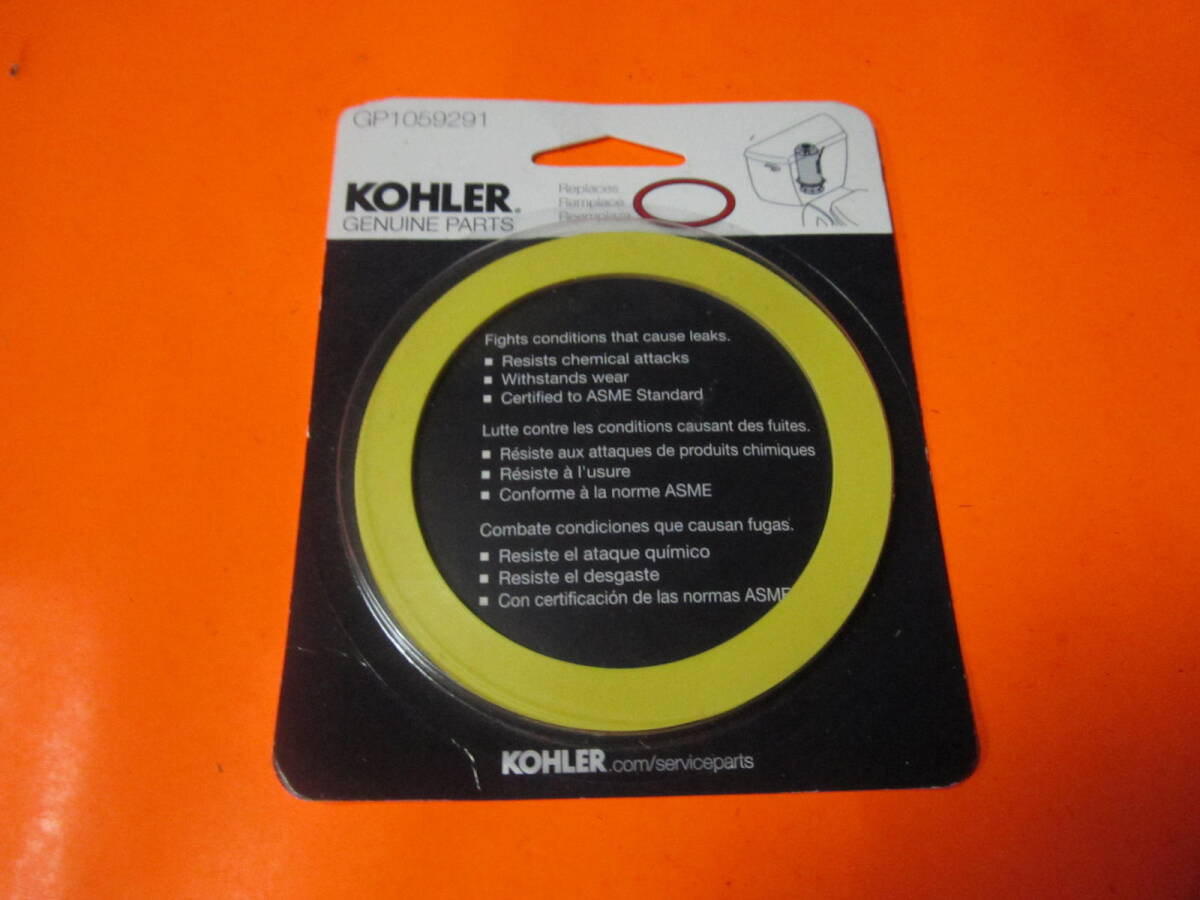 GP1059291
KOHLER®
GENUINE PARTS
Replaces
Remplace
Reemplaza
Fights conditions that cause leaks.
▪ Resists chemical attacks
▪ Withstands wear
▪ Certified to ASME Standard
Lutte contre les conditions causant des fuites.
▪ Résiste aux attaques de produits chimiques
▪ Résiste à l'usure
▪ Conforme à la norme ASME
Combate condiciones que causan fugas.
▪ Resiste el ataque químico
▪ Resiste el desgaste
▪ Con certificación de las normas ASME
KOHLER.com/serviceparts